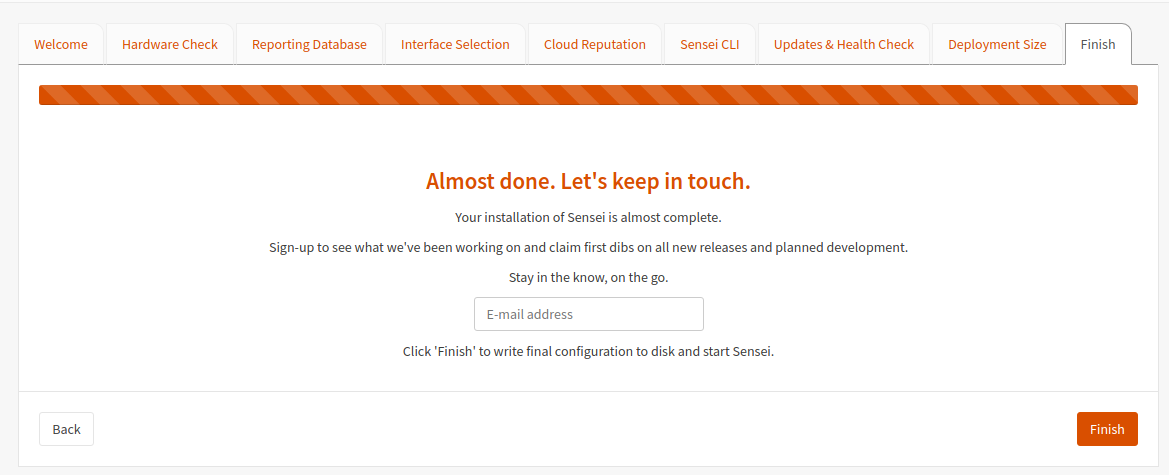 Welcome Hardware Check Reporting Database Interface Selection Cloud Reputation Sensei CLI Updates & Health Check Deployment Size Finish
Almost done. Let's keep in touch.
Your installation of Sensei is almost complete.
Sign-up to see what we've been working on and claim first dibs on all new releases and planned development.
Stay in the know, on the go.
E-mail address
Click 'Finish' to write final configuration to disk and start Sensei.
Back Finish